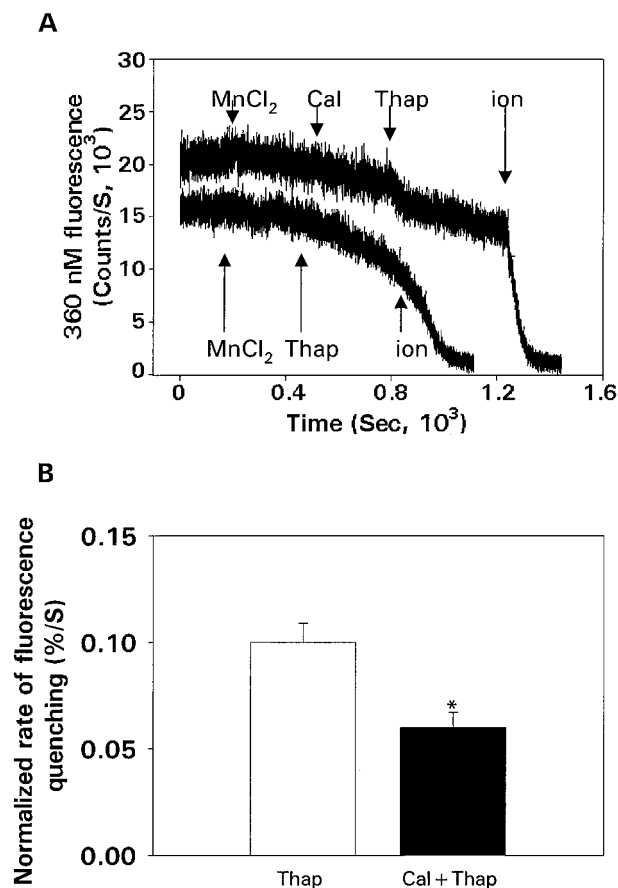 A
30
25
20
15
10
5
0
360 nM fluorescence
(Counts/S, 10³)
MnCl₂ Cal Thap ion
MnCl₂ Thap ion
0 0.4 0.8 1.2 1.6
Time (Sec, 10³)
B
0.15
0.10
0.05
0.00
Normalized rate of fluorescence
quenching (%/S)
*
Thap Cal + Thap